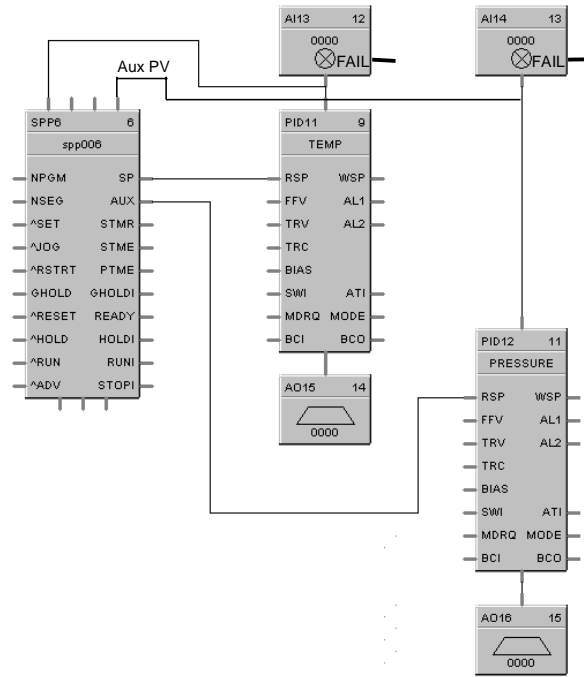 AI13 12
0000
FAIL
AI14 13
0000
FAIL
Aux PV
SPP6 6
spp006
NPGM SP
NSEG AUX
^SET STMR
^JOG STME
^RSTRT PTME
GHOLD GHOLDI
^RESET READY
^HOLD HOLDI
^RUN RUNI
^ADV STOPI
PID11 9
TEMP
RSP WSP
FFV AL1
TRV AL2
TRC
BIAS
SWI ATI
MDRQ MODE
BCI BCO
AO15 14
0000
PID12 11
PRESSURE
RSP WSP
FFV AL1
TRV AL2
TRC
BIAS
SWI ATI
MDRQ MODE
BCI BCO
AO16 15
0000